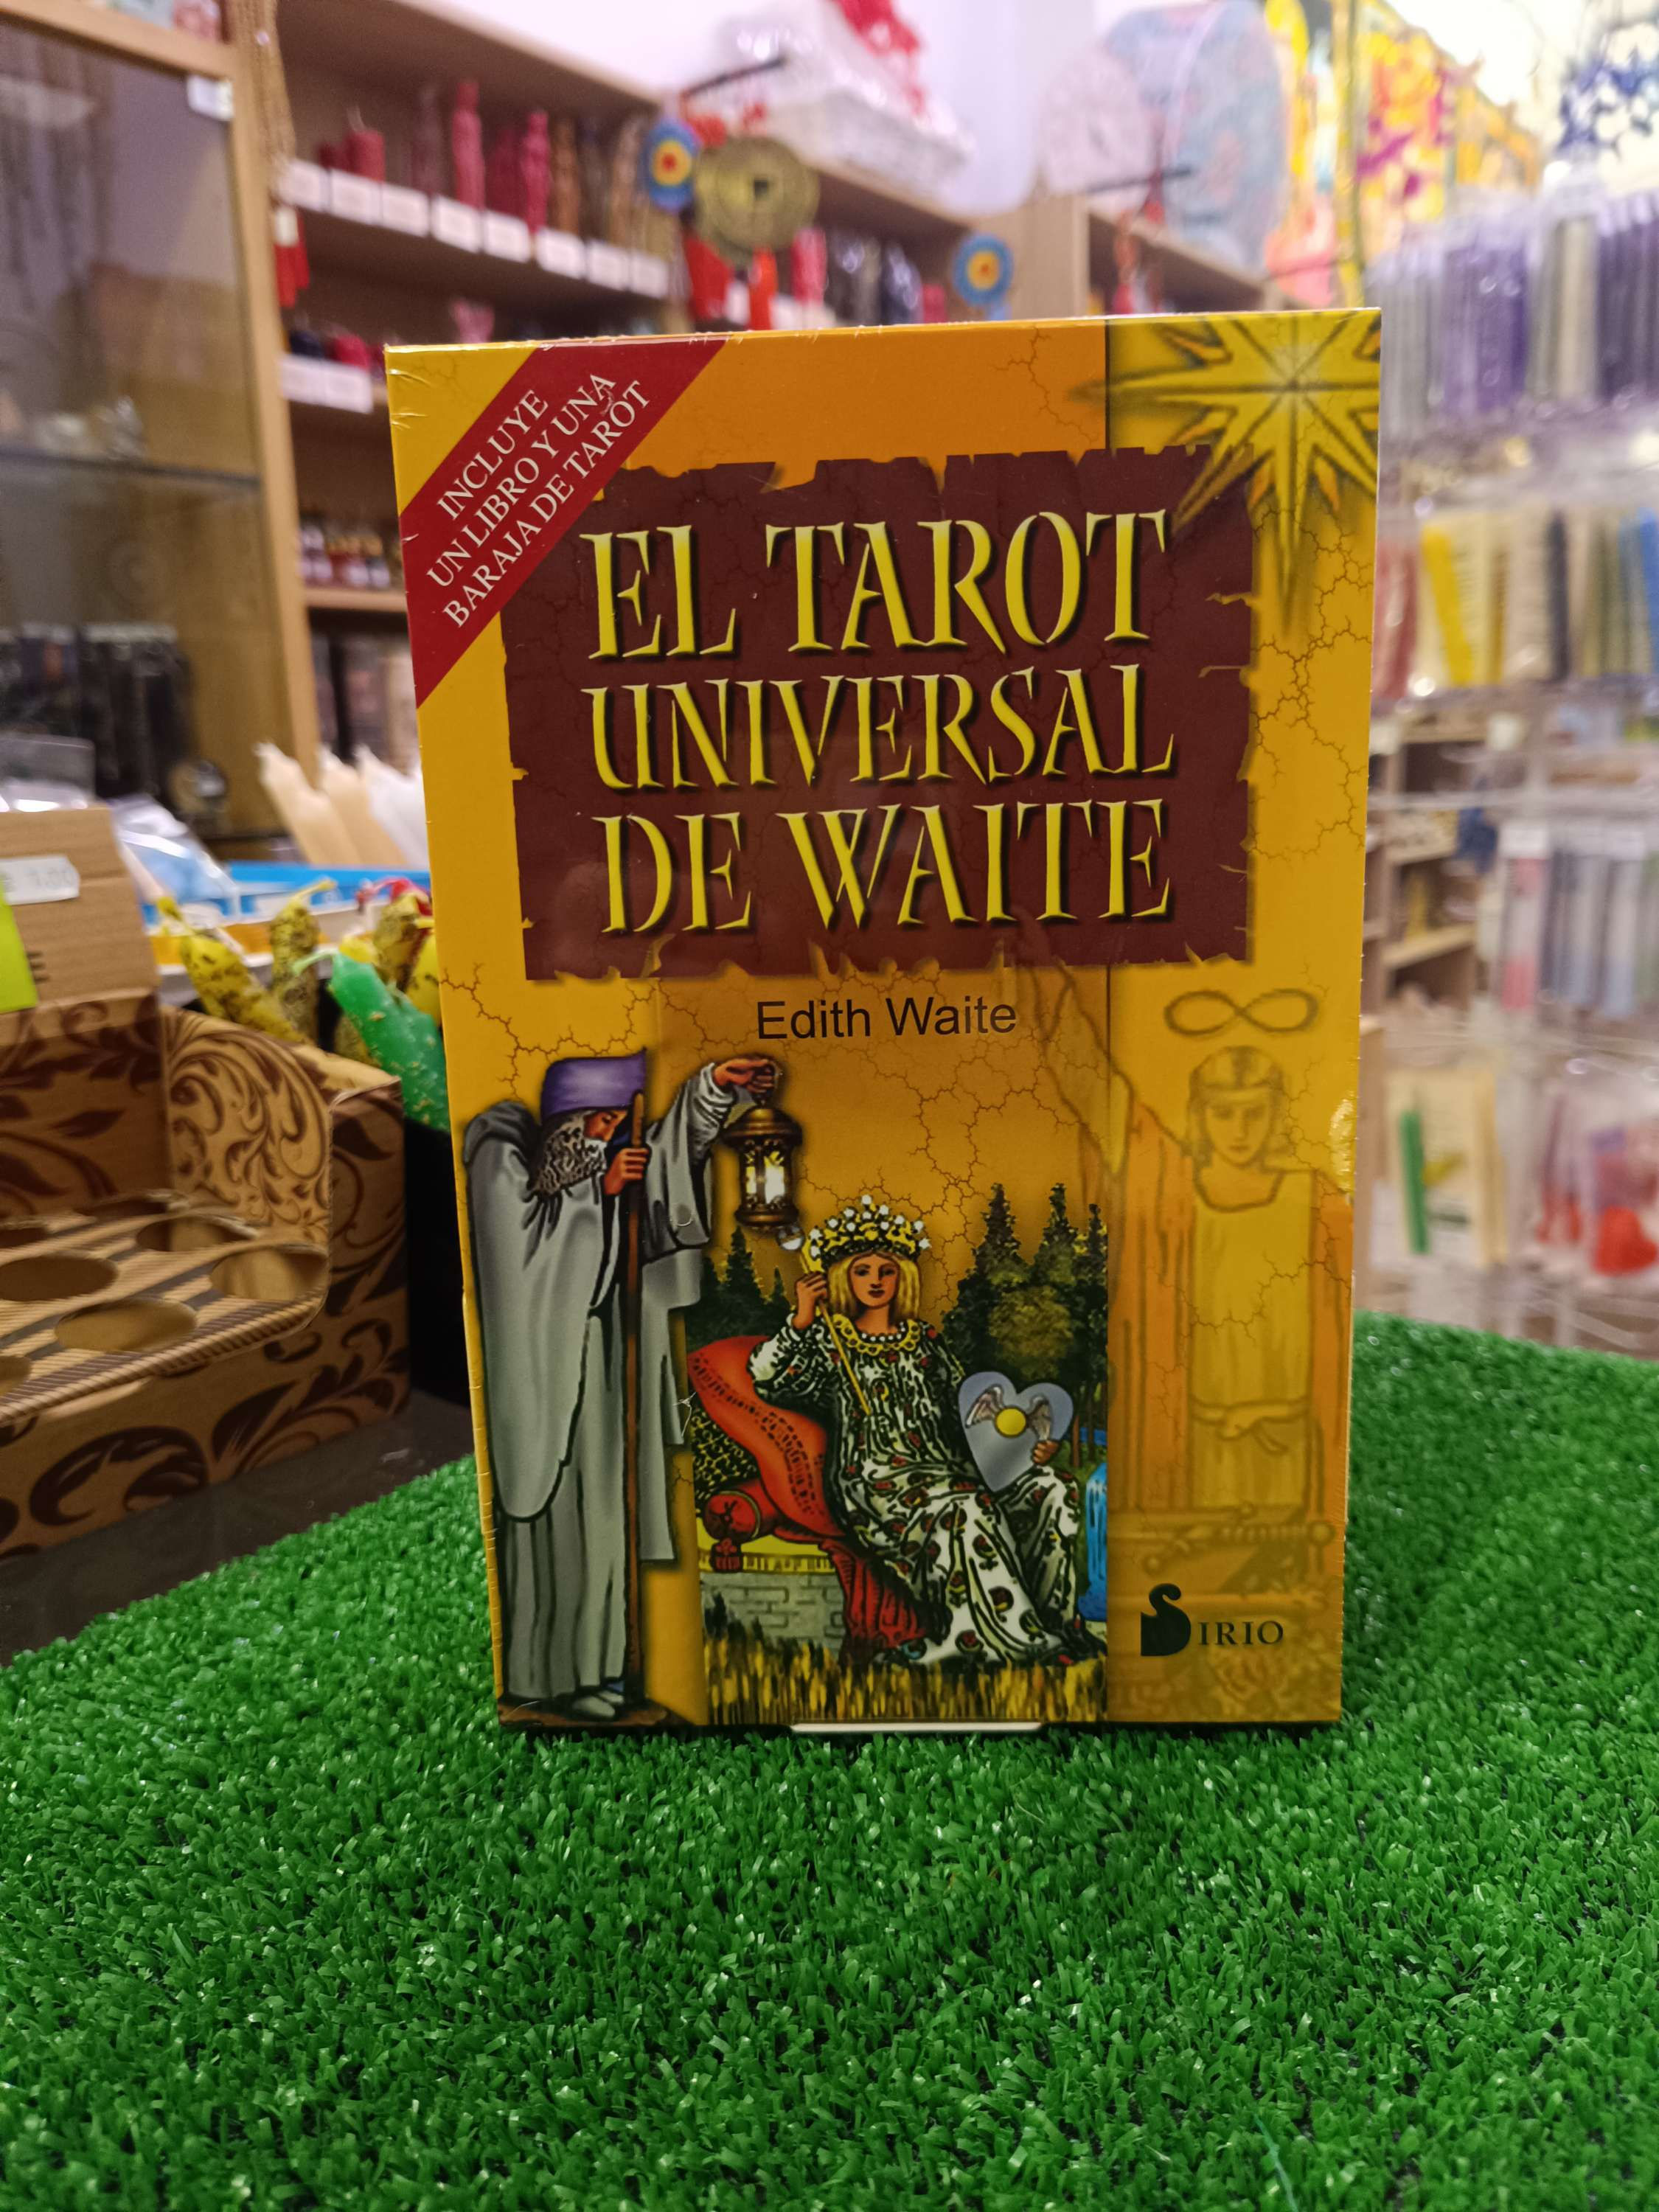 INCLUYE
UN LIBRO Y UNA
BARAJA DE TAROT
EL TAROT
UNIVERSAL
DE WAITE
Edith Waite
SIRIO